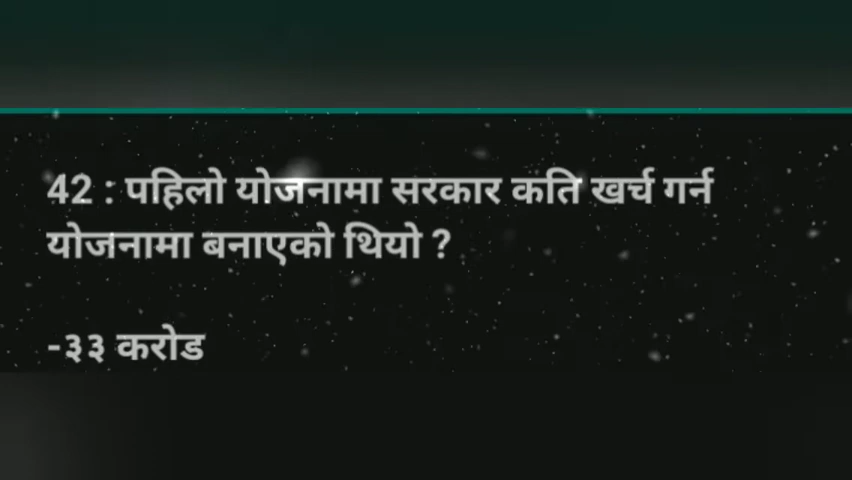 42 : पहिलो योजनामा सरकार कति खर्च गर्न
योजनामा बनाएको थियो ?
-३३ करोड